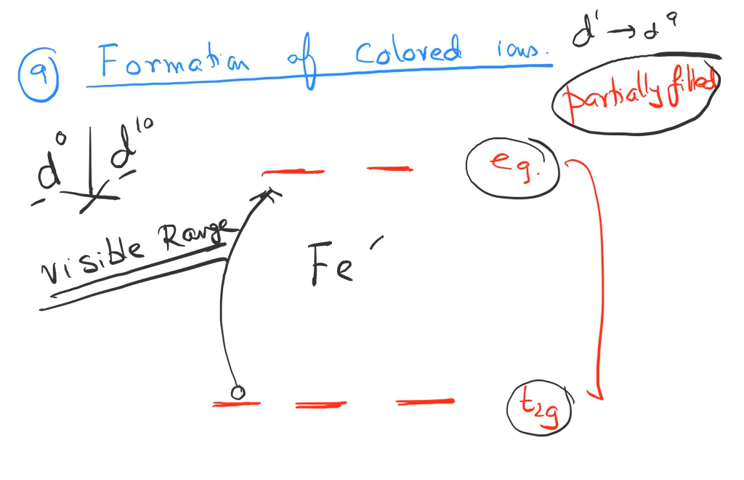 d¹ → d⁹
9 Formation of Colored ions.
partially filled
d⁰ d¹⁰
eg.
visible Range
Fe
t₂g